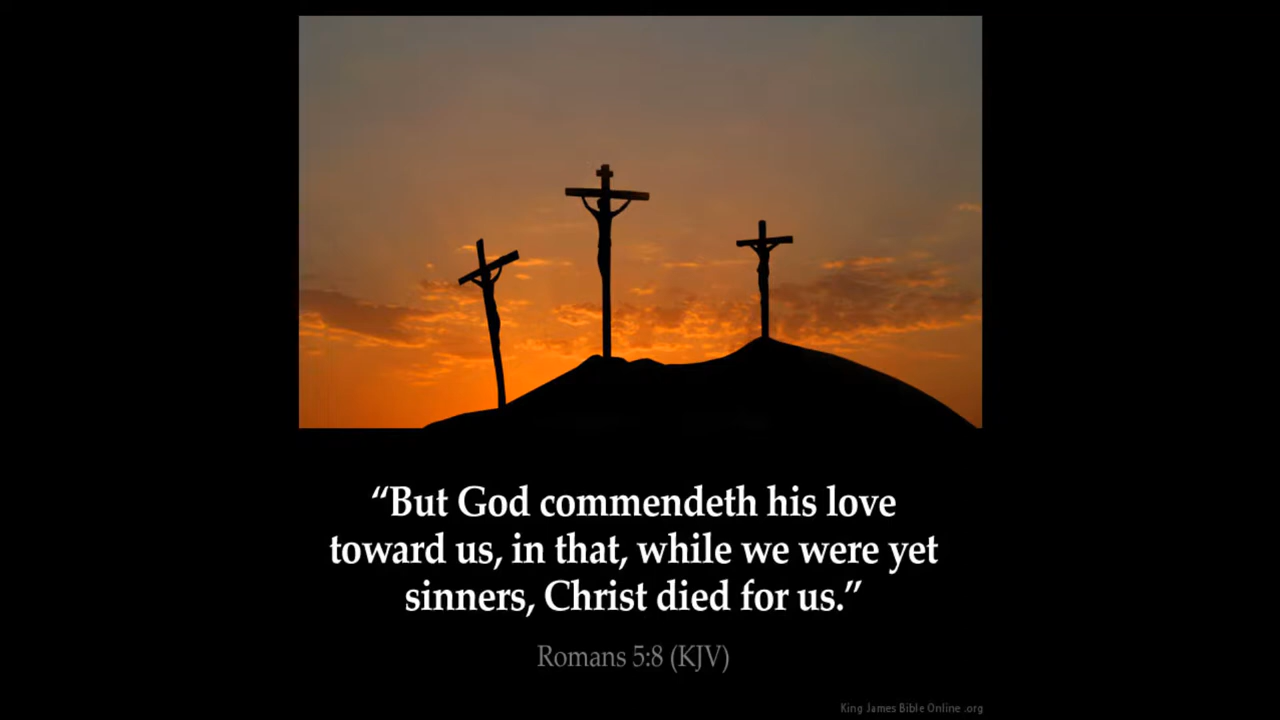 “But God commendeth his love
toward us, in that, while we were yet
sinners, Christ died for us.”
Romans 5:8 (KJV)
King James Bible Online .org